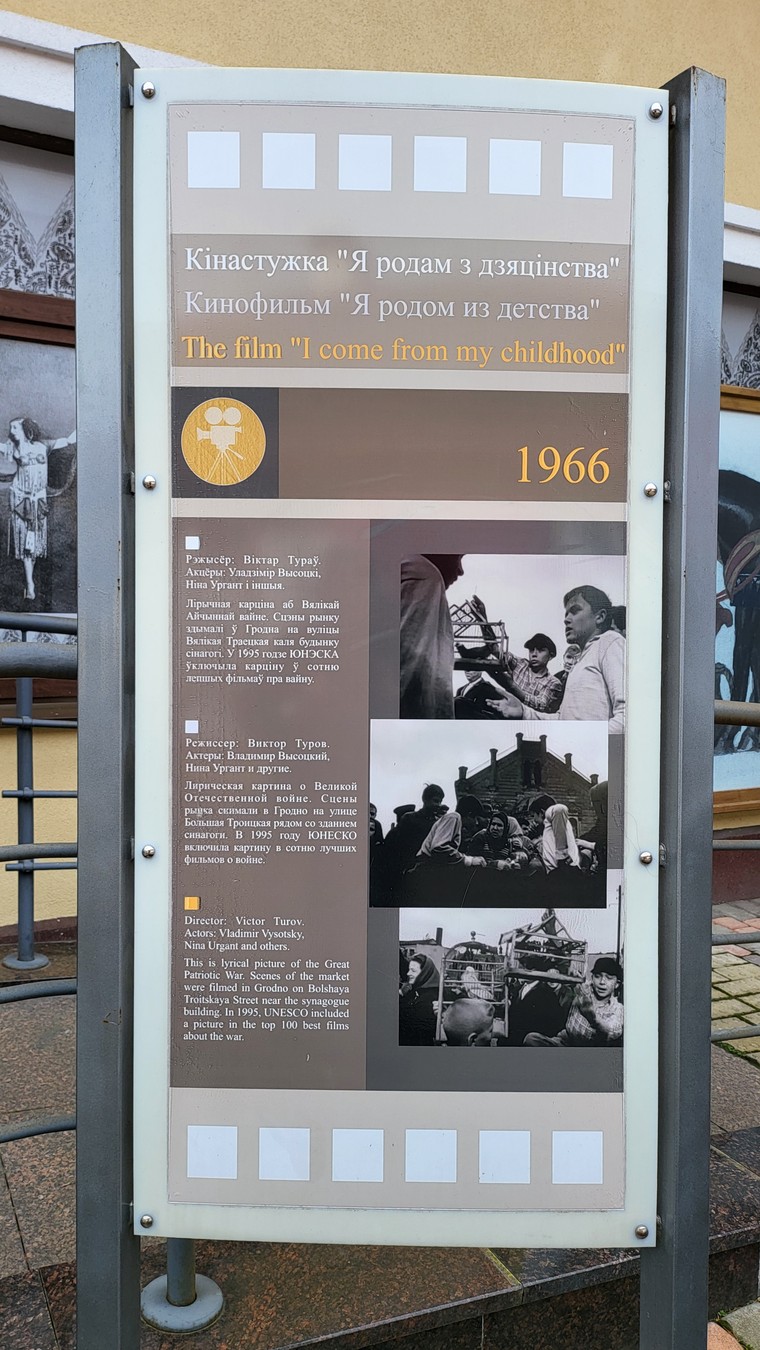 Кінастужка "Я родам з дзяцінства"
Кинофильм "Я родом из детства"
The film "I come from my childhood"
1966
Рэжысёр: Віктар Тураў.
Акцёры: Уладзімір Высоцкі,
Ніна Ургант і іншыя.
Лірычная карціна аб Вялікай
Айчыннай вайне. Сцэны рынку
здымалі ў Гродна на вуліцы
Вялікая Траецкая каля будынку
сінагогі. У 1995 годзе ЮНЭСКА
ўключыла карціну ў сотню
лепшых фільмаў пра вайну.
Режиссер: Виктор Туров.
Актеры: Владимир Высоцкий,
Нина Ургант и другие.
Лирическая картина о Великой
Отечественной войне. Сцены
рынка снимали в Гродно на улице
Большая Троицкая рядом со зданием
синагоги. В 1995 году ЮНЕСКО
включила картину в сотню лучших
фильмов о войне.
Director: Victor Turov.
Actors: Vladimir Vysotsky,
Nina Urgant and others.
This is lyrical picture of the Great
Patriotic War. Scenes of the market
were filmed in Grodno on Bolshaya
Troitskaya Street near the synagogue
building. In 1995, UNESCO included
a picture in the top 100 best films
about the war.